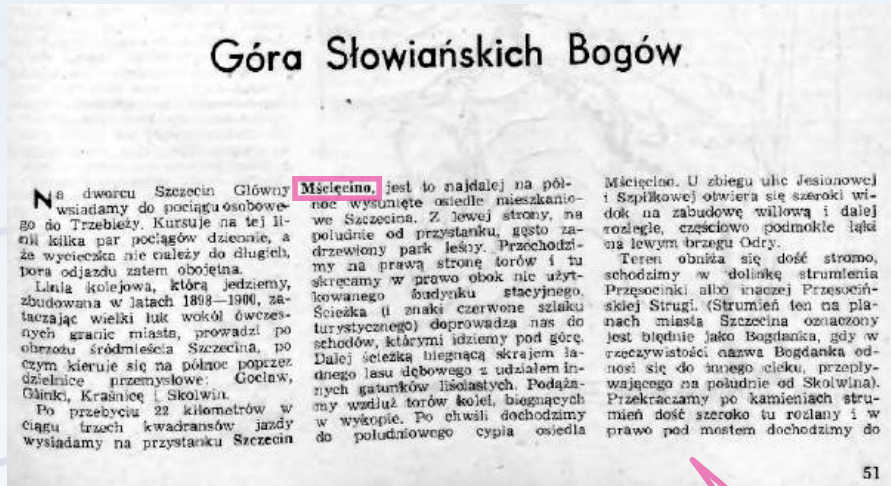 Góra Słowiańskich Bogów
Na dworcu Szczecin Główny
wsiadamy do pociągu osobowe-
go do Trzebieży. Kursuje na tej li-
nii kilka par pociągów dziennie, a
że wycieczka nie należy do długich,
pora odjazdu zatem obojętna.
Linia kolejowa, którą jedziemy,
zbudowana w latach 1898—1900, za-
taczając wielki łuk wokół ówczes-
nych granic miasta, prowadzi po
obrzeżu śródmieścia Szczecina, po
czym kieruje się na północ poprzez
dzielnice przemysłowe: Gocław,
Glinki, Kraśnicę i Skolwin.
Po przebyciu 22 kilometrów w
ciągu trzech kwadransów jazdy
wysiadamy na przystanku Szczecin
Mścięcino, jest to najdalej na pół-
noc wysunięte osiedle mieszkanio-
we Szczecina. Z lewej strony, na
południe od przystanku, gęsto za-
drzewiony park leśny. Przechodzi-
my na prawą stronę torów i tu
skręcamy w prawo obok nie użyt-
kowanego budynku stacyjnego.
Ścieżka (i znaki czerwone szlaku
turystycznego) doprowadza nas do
schodów, którymi idziemy pod górę.
Dalej ścieżką biegnącą skrajem ła-
dnego lasu dębowego z udziałem in-
nych gatunków liściastych. Podąża-
my wzdłuż torów kolei, biegnących
w wykopie. Po chwili dochodzimy
do południowego cypla osiedla
Mścięcino. U zbiegu ulic Jesionowej
i Szpilkowej otwiera się szeroki wi-
dok na zabudowę willową i dalej
rozległe, częściowo podmokłe łąki
na lewym brzegu Odry.
Teren obniża się dość stromo,
schodzimy w dolinkę strumienia
Przęsocinki albo inaczej Przęsociń-
skiej Strugi. (Strumień ten na pla-
nach miasta Szczecina oznaczony
jest błędnie jako Bogdanka, gdy w
rzeczywistości nazwa Bogdanka od-
nosi się do innego cieku, przepły-
wającego na południe od Skolwina).
Przekraczamy po kamieniach stru-
mień dość szeroko tu rozlany i w
prawo pod mostem dochodzimy do
51